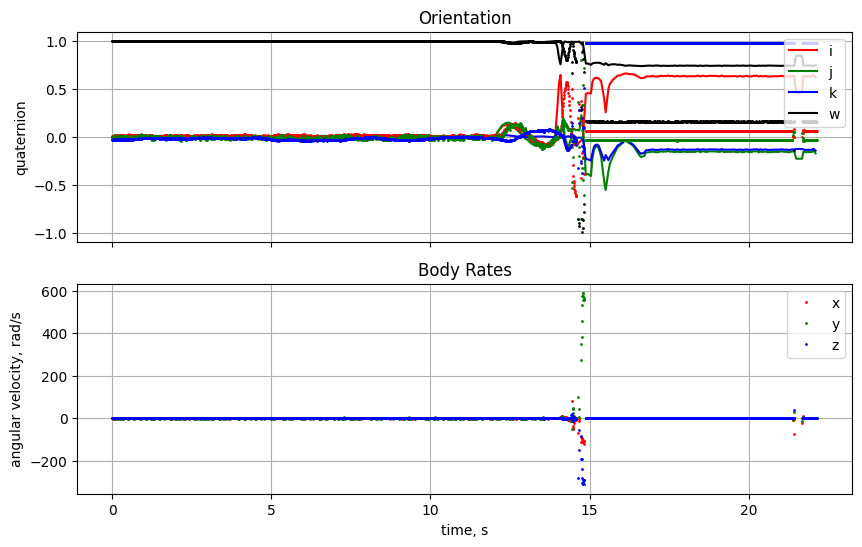 Orientation
1.0
0.5
0.0
−0.5
−1.0
quaternion
i
j
k
w
Body Rates
600
400
200
0
−200
angular velocity, rad/s
x
y
z
0
5
10
15
20
time, s